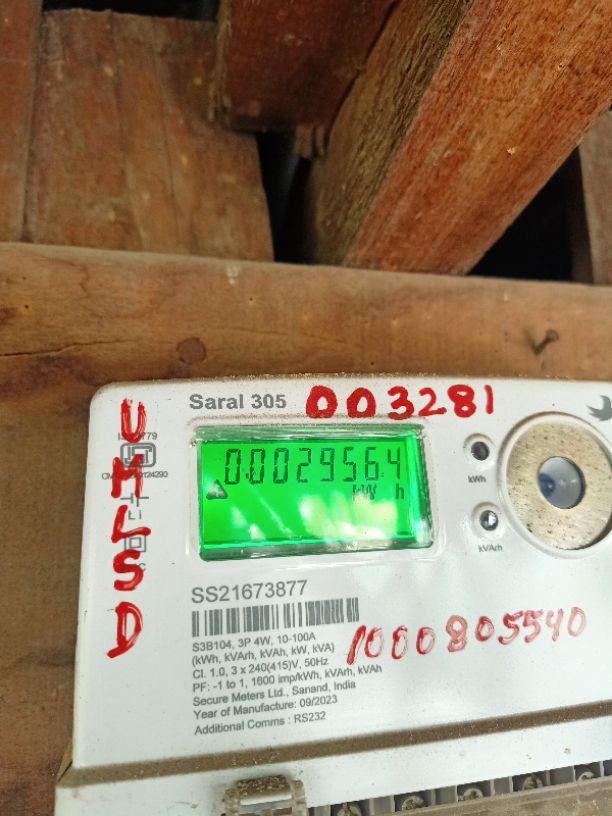 Saral 305
003281
UMLSD
00029564
kW h
kWh
kVArh
SS21673877
S3B104, 3P 4W, 10-100A
(kWh, kVArh, kVAh, kW, kVA)
Cl. 1.0, 3 x 240(415)V, 50Hz
PF: -1 to 1, 1600 imp/kWh, kVArh, kVAh
Secure Meters Ltd., Sanand, India
Year of Manufacture: 09/2023
Additional Comms : RS232
1000805540